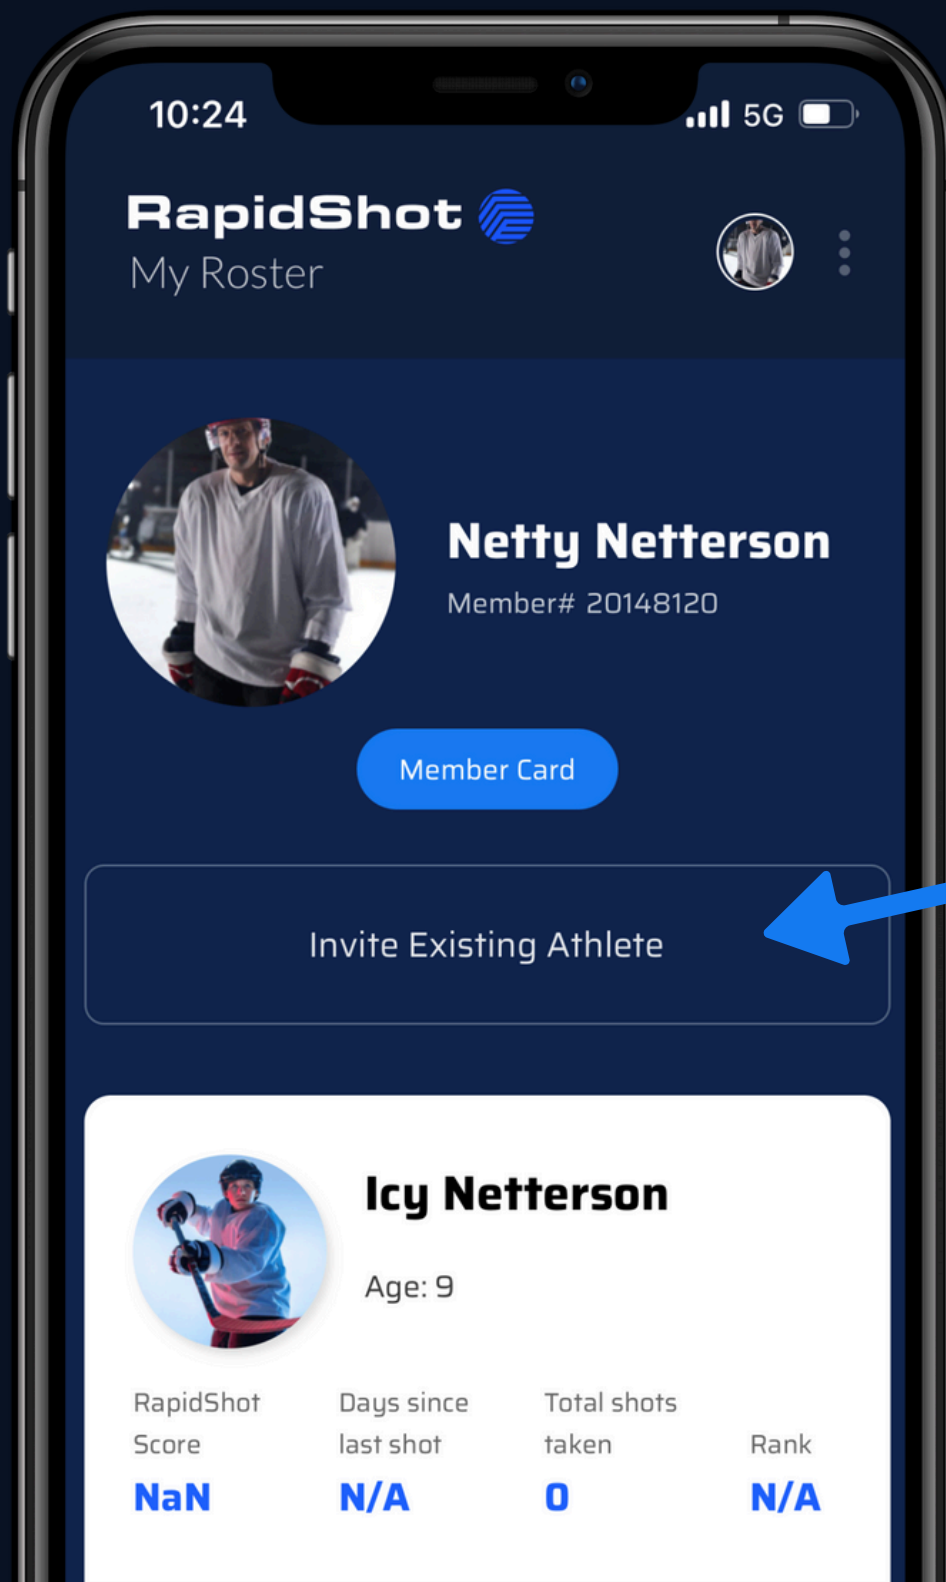 10:24
5G
RapidShot
My Roster
Netty Netterson
Member# 20148120
Member Card
Invite Existing Athlete
Icy Netterson
Age: 9
RapidShot Score
NaN
Days since last shot
N/A
Total shots taken
0
Rank
N/A